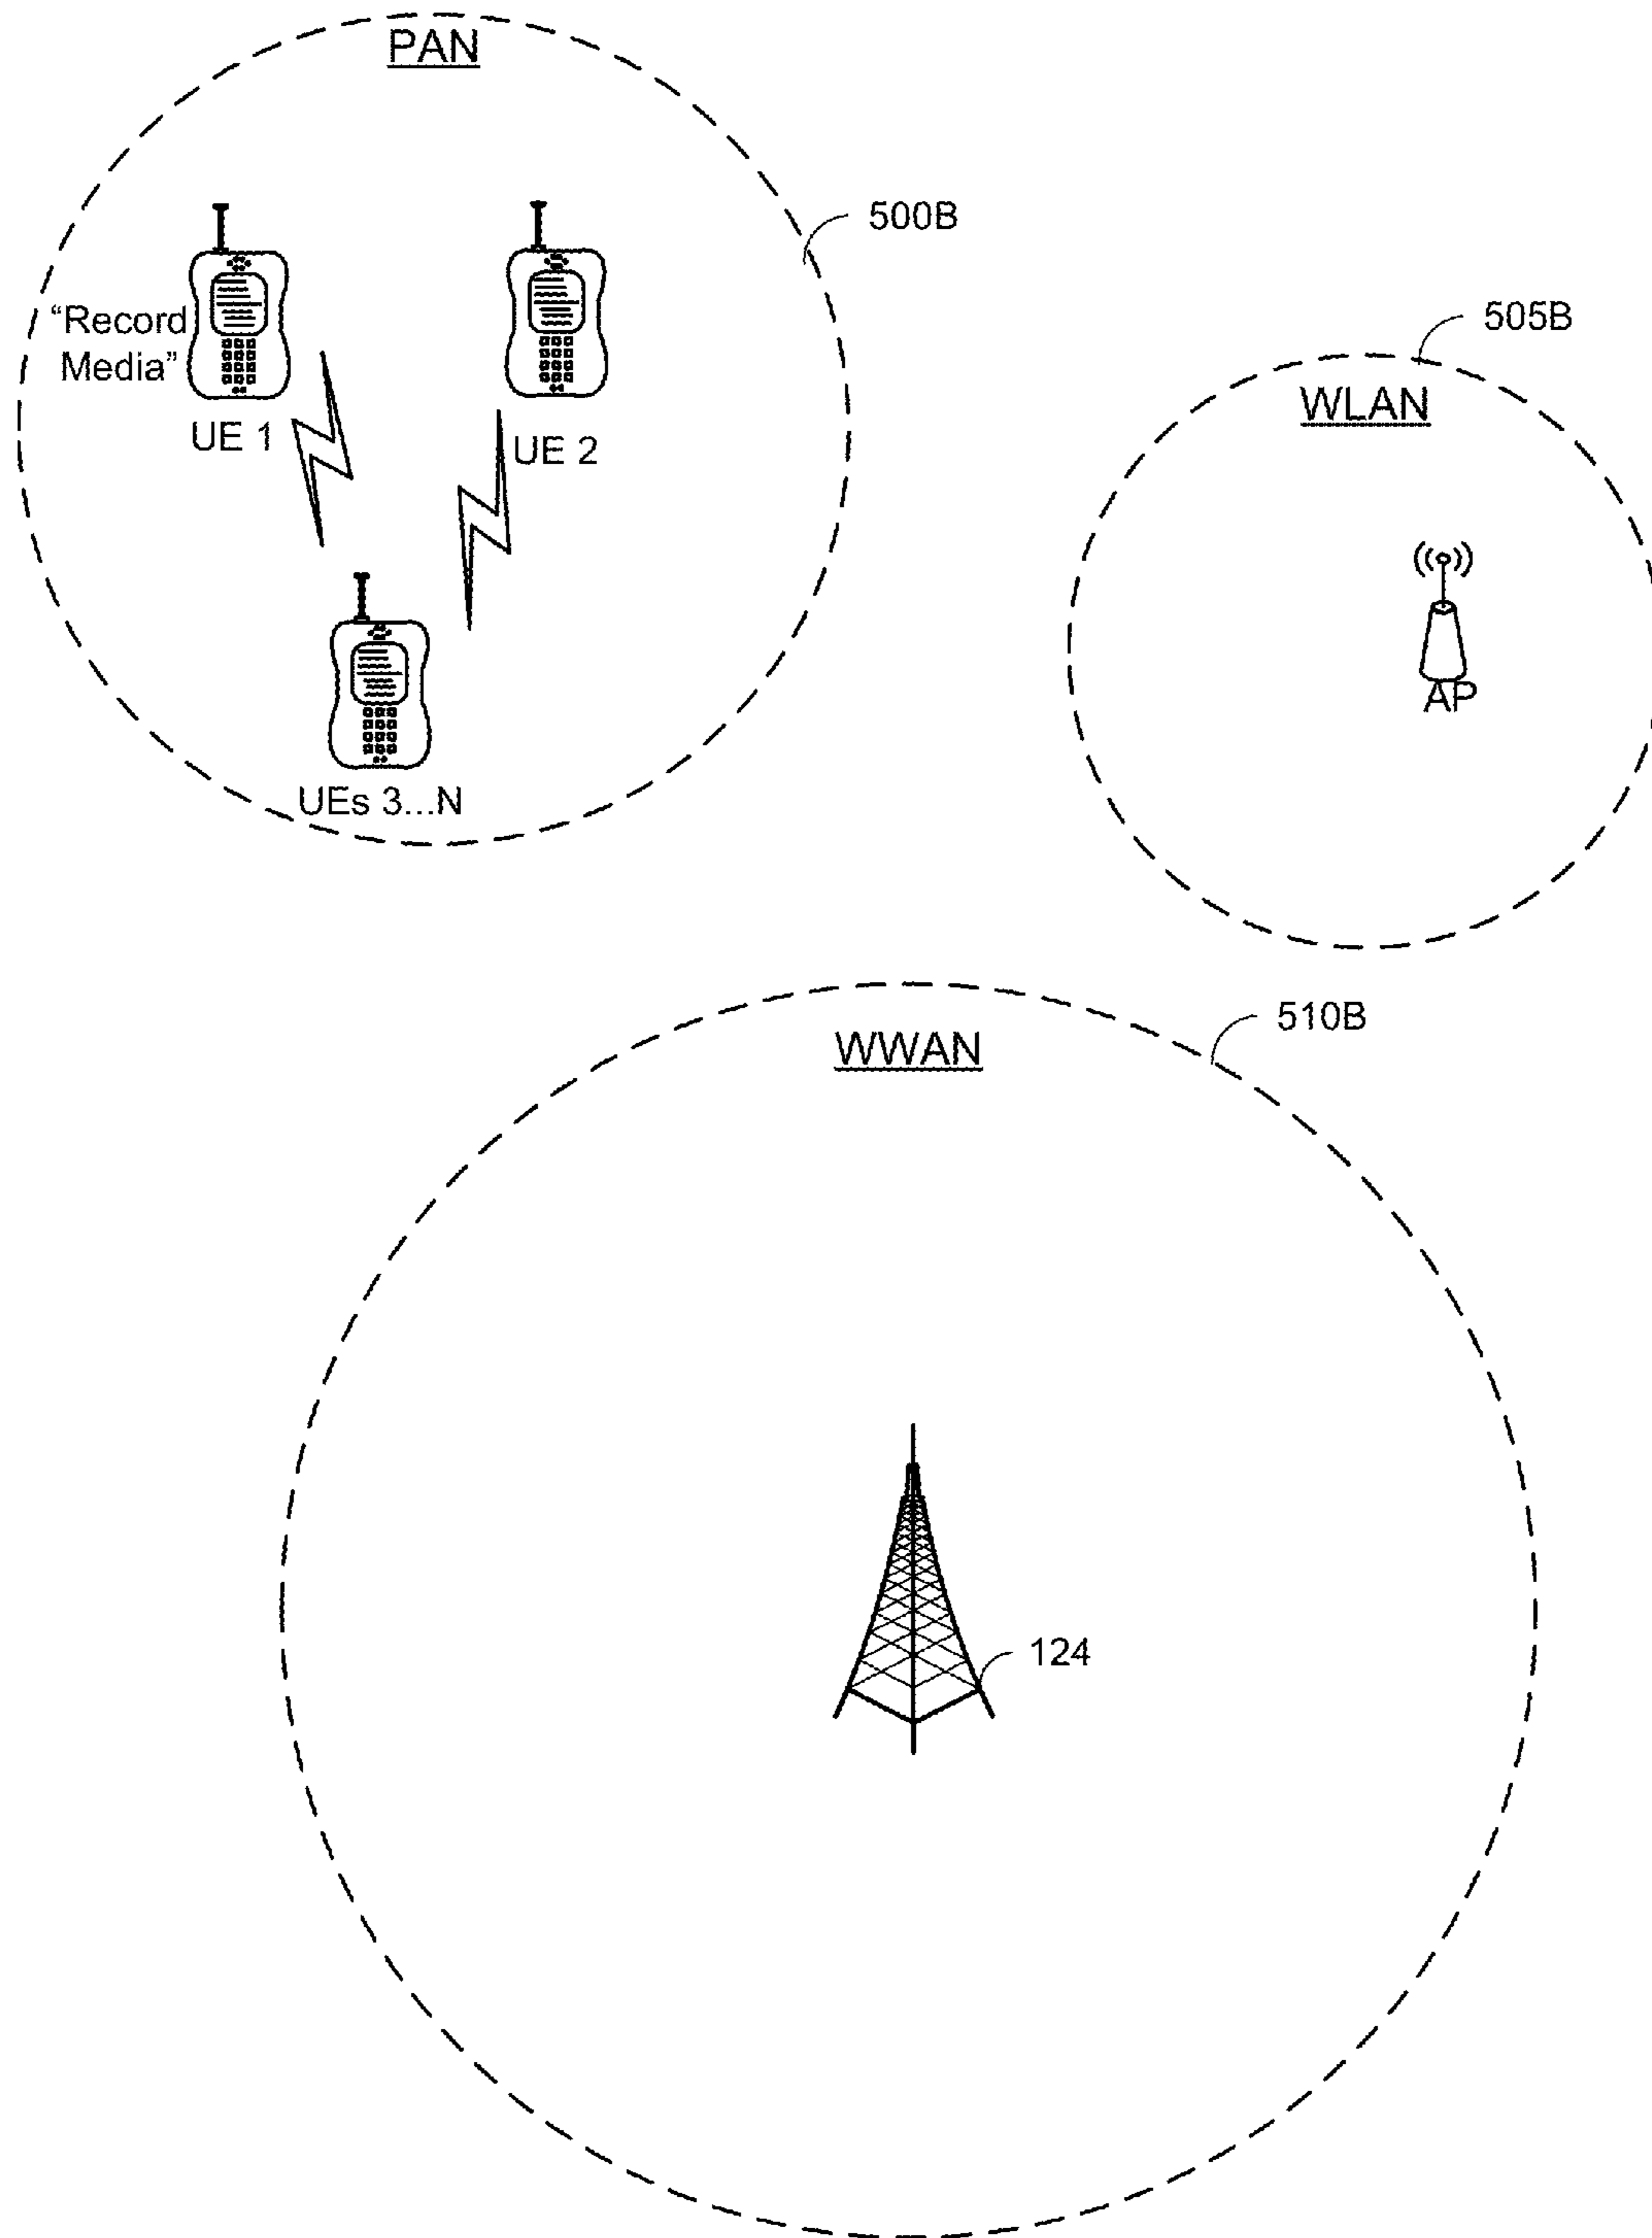 PAN
500B
“Record
Media”
UE 1
UE 2
UEs 3...N
505B
WLAN
AP
510B
WWAN
124